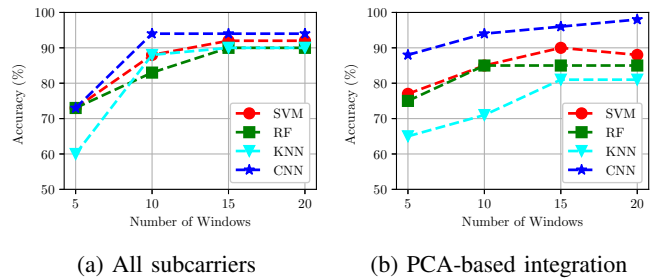 100
90
80
70
60
50
Accuracy (%)
5
10
15
20
Number of Windows
SVM
RF
KNN
CNN
(a) All subcarriers
100
90
80
70
60
50
Accuracy (%)
5
10
15
20
Number of Windows
SVM
RF
KNN
CNN
(b) PCA-based integration